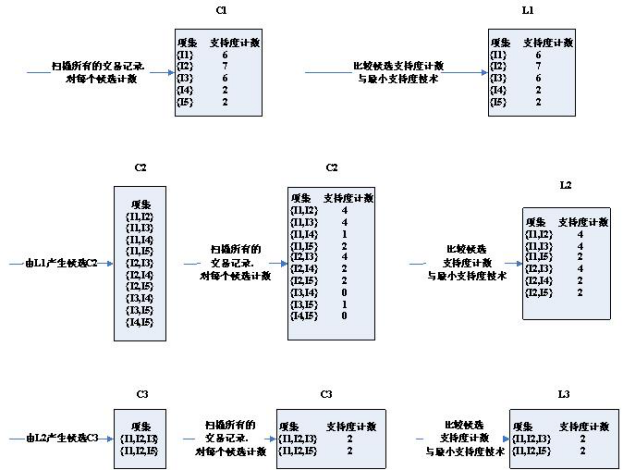 C1
L1
扫描所有的交易记录,
对每个候选计数
项集 支持度计数
{I1} 6
{I2} 7
{I3} 6
{I4} 2
{I5} 2
比较候选支持度计数
与最小支持度技术
项集 支持度计数
{I1} 6
{I2} 7
{I3} 6
{I4} 2
{I5} 2
C2
C2
L2
由L1产生候选C2
项集
{I1,I2}
{I1,I3}
{I1,I4}
{I1,I5}
{I2,I3}
{I2,I4}
{I2,I5}
{I3,I4}
{I3,I5}
{I4,I5}
扫描所有的
交易记录,
对每个候选计数
项集 支持度计数
{I1,I2} 4
{I1,I3} 4
{I1,I4} 1
{I1,I5} 2
{I2,I3} 4
{I2,I4} 2
{I2,I5} 2
{I3,I4} 0
{I3,I5} 1
{I4,I5} 0
比较候选
支持度计数
与最小支持度技术
项集 支持度计数
{I1,I2} 4
{I1,I3} 4
{I1,I5} 2
{I2,I3} 4
{I2,I4} 2
{I2,I5} 2
C3
C3
L3
由L2产生候选C3
项集
{I1,I2,I3}
{I1,I2,I5}
扫描所有的
交易记录,
对每个候选计数
项集 支持度计数
{I1,I2,I3} 2
{I1,I2,I5} 2
比较候选
支持度计数
与最小支持度技术
项集 支持度计数
{I1,I2,I3} 2
{I1,I2,I5} 2